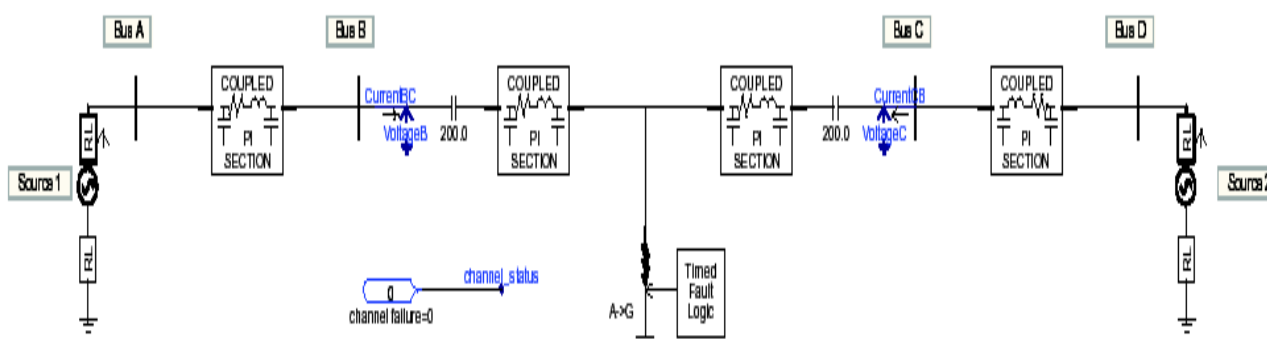 Bus A
Bus B
Bus C
Bus D
COUPLED
PI
SECTION
CurrentBC
VoltageB
200.0
COUPLED
PI
SECTION
COUPLED
PI
SECTION
200.0
CurrentCB
VoltageC
COUPLED
PI
SECTION
RL
Source 1
RL
RL
Source 2
RL
0
channel_status
channel failure=0
A->G
Timed
Fault
Logic